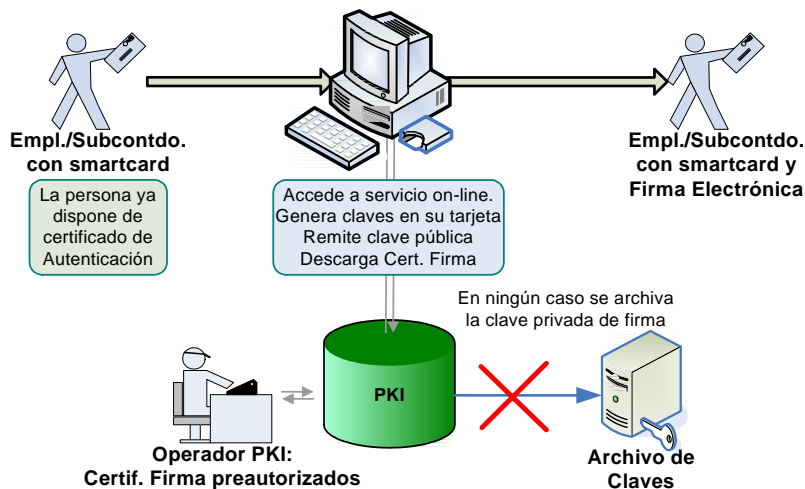 Empl./Subcontdo.
con smartcard
La persona ya
dispone de
certificado de
Autenticación
Accede a servicio on-line.
Genera claves en su tarjeta
Remite clave pública
Descarga Cert. Firma
Empl./Subcontdo.
con smartcard y
Firma Electrónica
En ningún caso se archiva
la clave privada de firma
PKI
Operador PKI:
Certif. Firma preautorizados
Archivo de
Claves